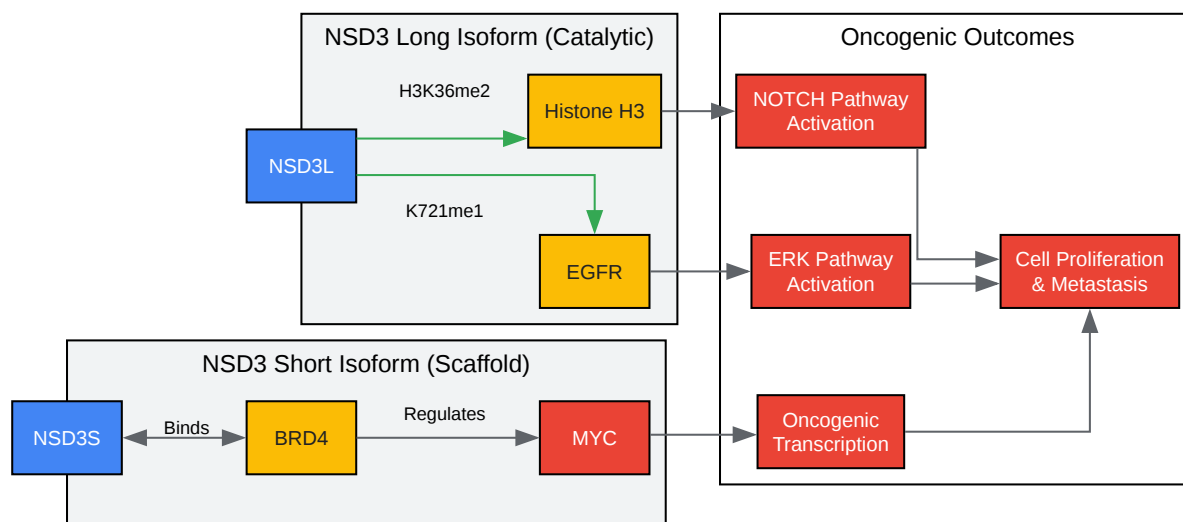 NSD3 Long Isoform (Catalytic)
Oncogenic Outcomes
H3K36me2
Histone H3
NOTCH Pathway
Activation
NSD3L
K721me1
EGFR
ERK Pathway
Activation
Cell Proliferation
& Metastasis
NSD3 Short Isoform (Scaffold)
NSD3S
Binds
BRD4
Regulates
MYC
Oncogenic
Transcription